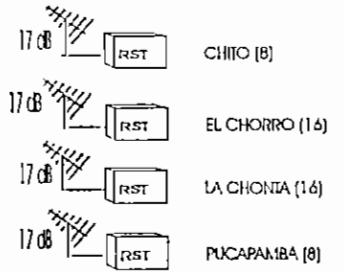 17 dB RST CHITO (8)
17 dB RST EL CHORRO (16)
17 dB RST LA CHONTA (16)
17 dB RST PUCAPAMBA (8)